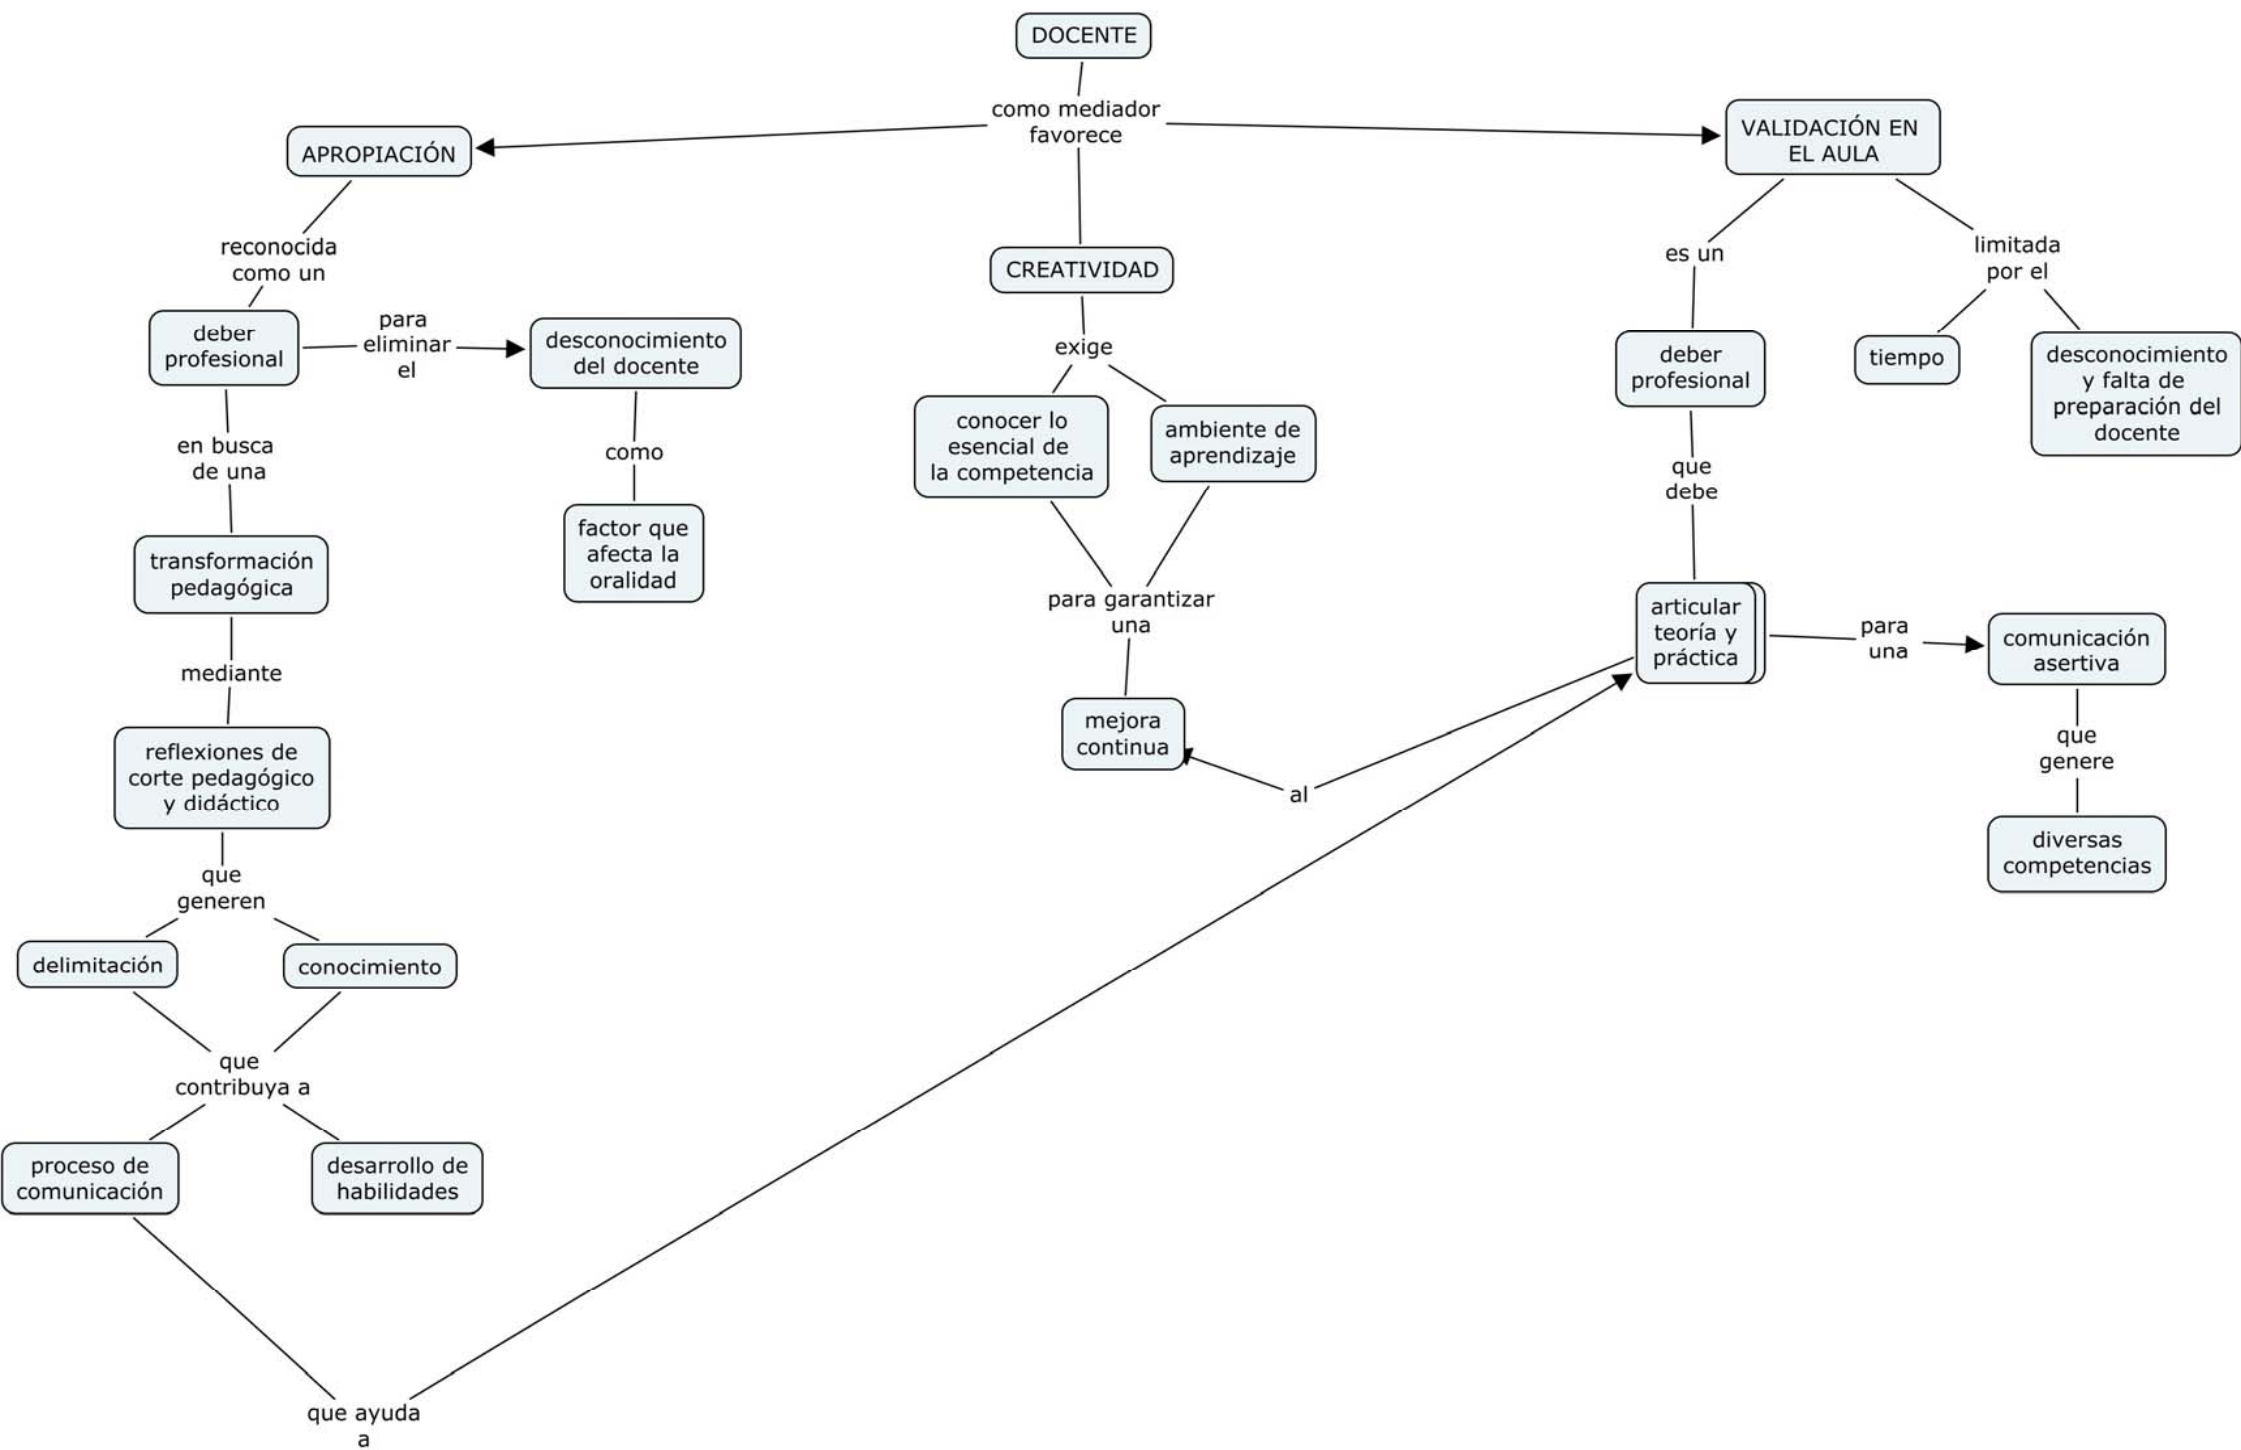 DOCENTE
como mediador
favorece
APROPIACIÓN
VALIDACIÓN EN
EL AULA
reconocida
como un
deber
profesional
para
eliminar
el
desconocimiento
del docente
como
factor que
afecta la
oralidad
en busca
de una
transformación
pedagógica
mediante
reflexiones de
corte pedagógico
y didáctico
que
generen
delimitación
conocimiento
que
contribuya a
proceso de
comunicación
desarrollo de
habilidades
que ayuda
a
CREATIVIDAD
exige
conocer lo
esencial de
la competencia
ambiente de
aprendizaje
para garantizar
una
mejora
continua
al
es un
deber
profesional
que
debe
articular
teoría y
práctica
para
una
comunicación
asertiva
que
genere
diversas
competencias
limitada
por el
tiempo
desconocimiento
y falta de
preparación del
docente